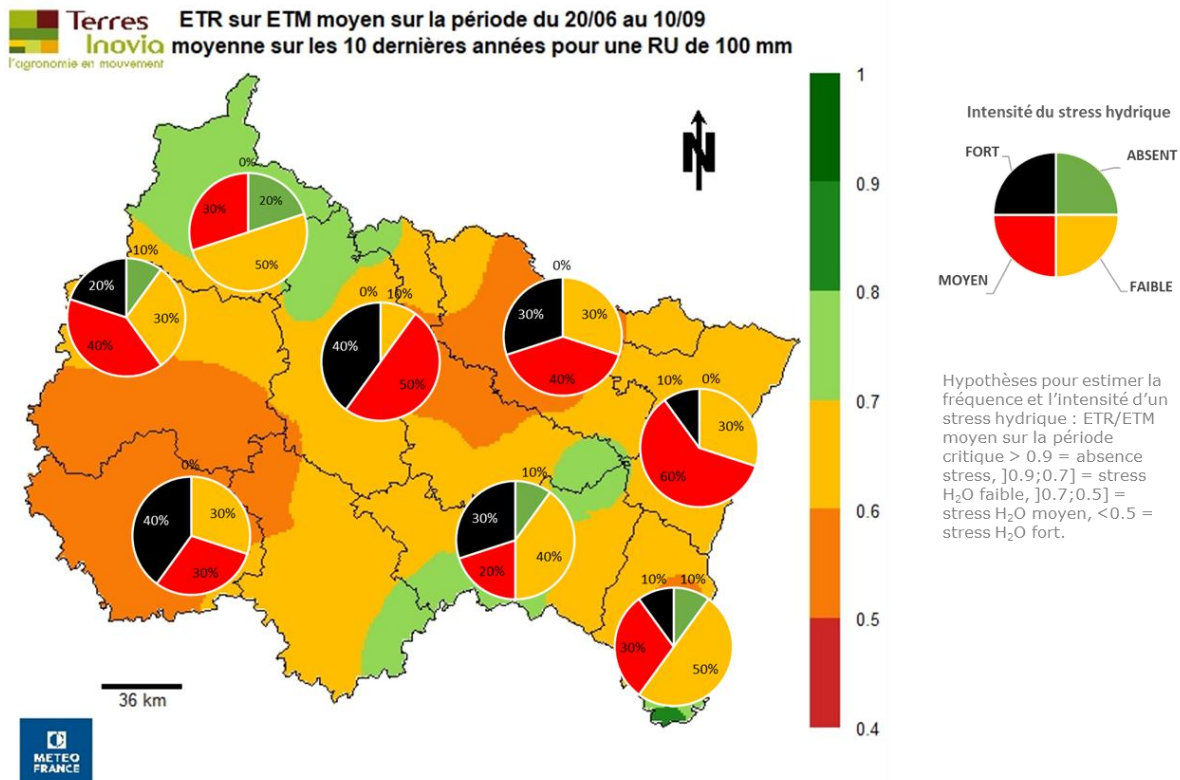 Terres
Inovia
l'agronomie en mouvement
ETR sur ETM moyen sur la période du 20/06 au 10/09
moyenne sur les 10 dernières années pour une RU de 100 mm
1
0.9
0.8
0.7
0.6
0.5
0.4
N
0%
30%
20%
50%
10%
20%
30%
40%
0%
10%
40%
50%
0%
30%
30%
40%
10%
0%
30%
60%
0%
40%
30%
30%
10%
30%
40%
20%
10%
10%
30%
50%
36 km
METEO
FRANCE
Intensité du stress hydrique
FORT
ABSENT
MOYEN
FAIBLE
Hypothèses pour estimer la
fréquence et l'intensité d'un
stress hydrique : ETR/ETM
moyen sur la période
critique > 0.9 = absence
stress, ]0.9;0.7] = stress
H₂O faible, ]0.7;0.5] =
stress H₂O moyen, <0.5 =
stress H₂O fort.